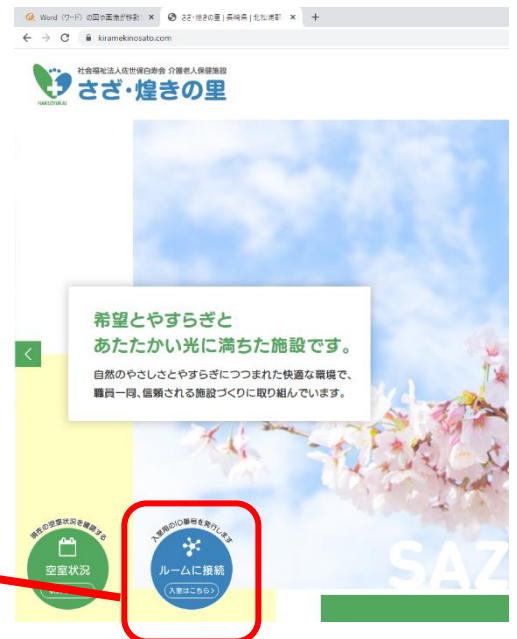 Word (ワード) の図や画像が移動
さざ・煌きの里 | 長崎県 | 北松浦郡
kiramekinosato.com
社会福祉法人佐世保白寿会 介護老人保健施設
さざ・煌きの里
HAKUJYUKAI
希望とやすらぎと
あたたかい光に満ちた施設です。
自然のやさしさとやすらぎにつつまれた快適な環境で、
職員一同、信頼される施設づくりに取り組んでいます。
現在の空室状況を確認する
空室状況
入室用のID番号を発行します
ルームに接続
入室はこちら>
SAZ